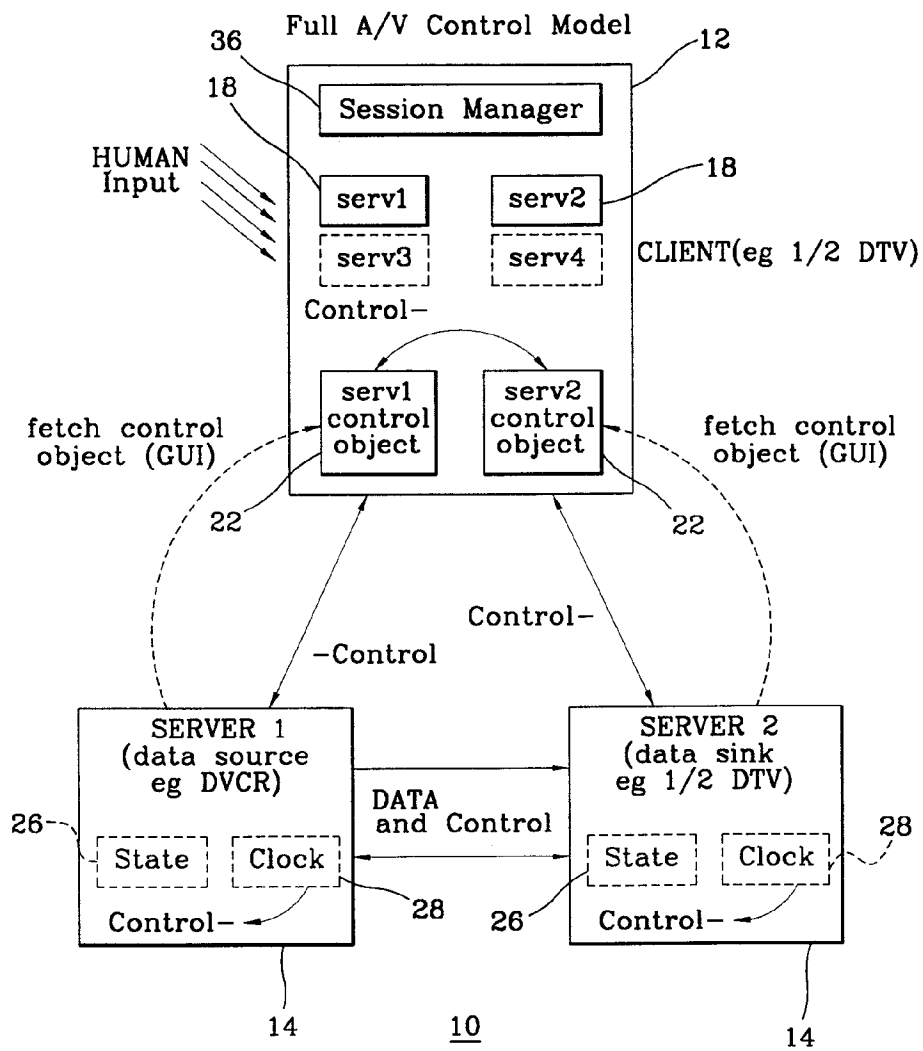 Full A/V Control Model
36
12
18
Session Manager
HUMAN
Input
18
serv1
serv2
serv3
serv4
CLIENT(eg 1/2 DTV)
Control-
serv1
control
object
serv2
control
object
fetch control
object (GUI)
fetch control
object (GUI)
22
22
Control-
-Control
SERVER 1
(data source
eg DVCR)
SERVER 2
(data sink
eg 1/2 DTV)
DATA
and Control
26
State
Clock
28
Control-
26
State
Clock
28
Control-
14
10
14